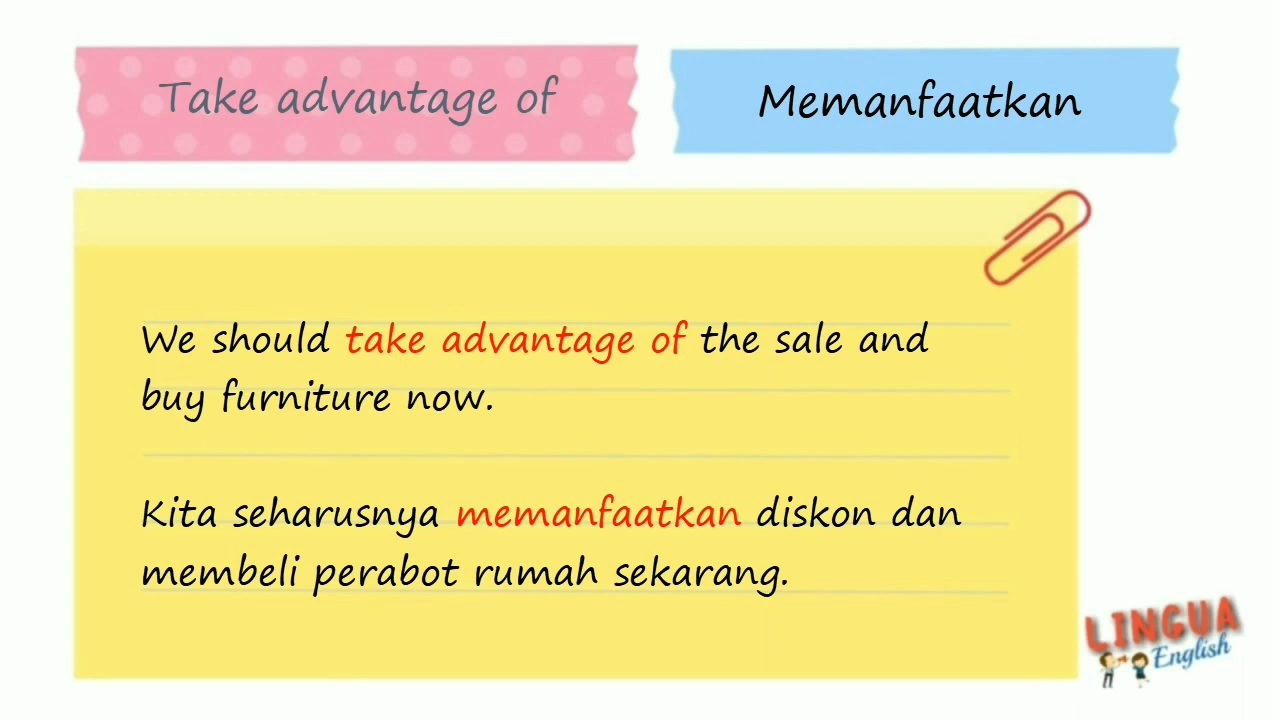 Take advantage of
Memanfaatkan
We should take advantage of the sale and
buy furniture now.
Kita seharusnya memanfaatkan diskon dan
membeli perabot rumah sekarang.
LINGUA
English